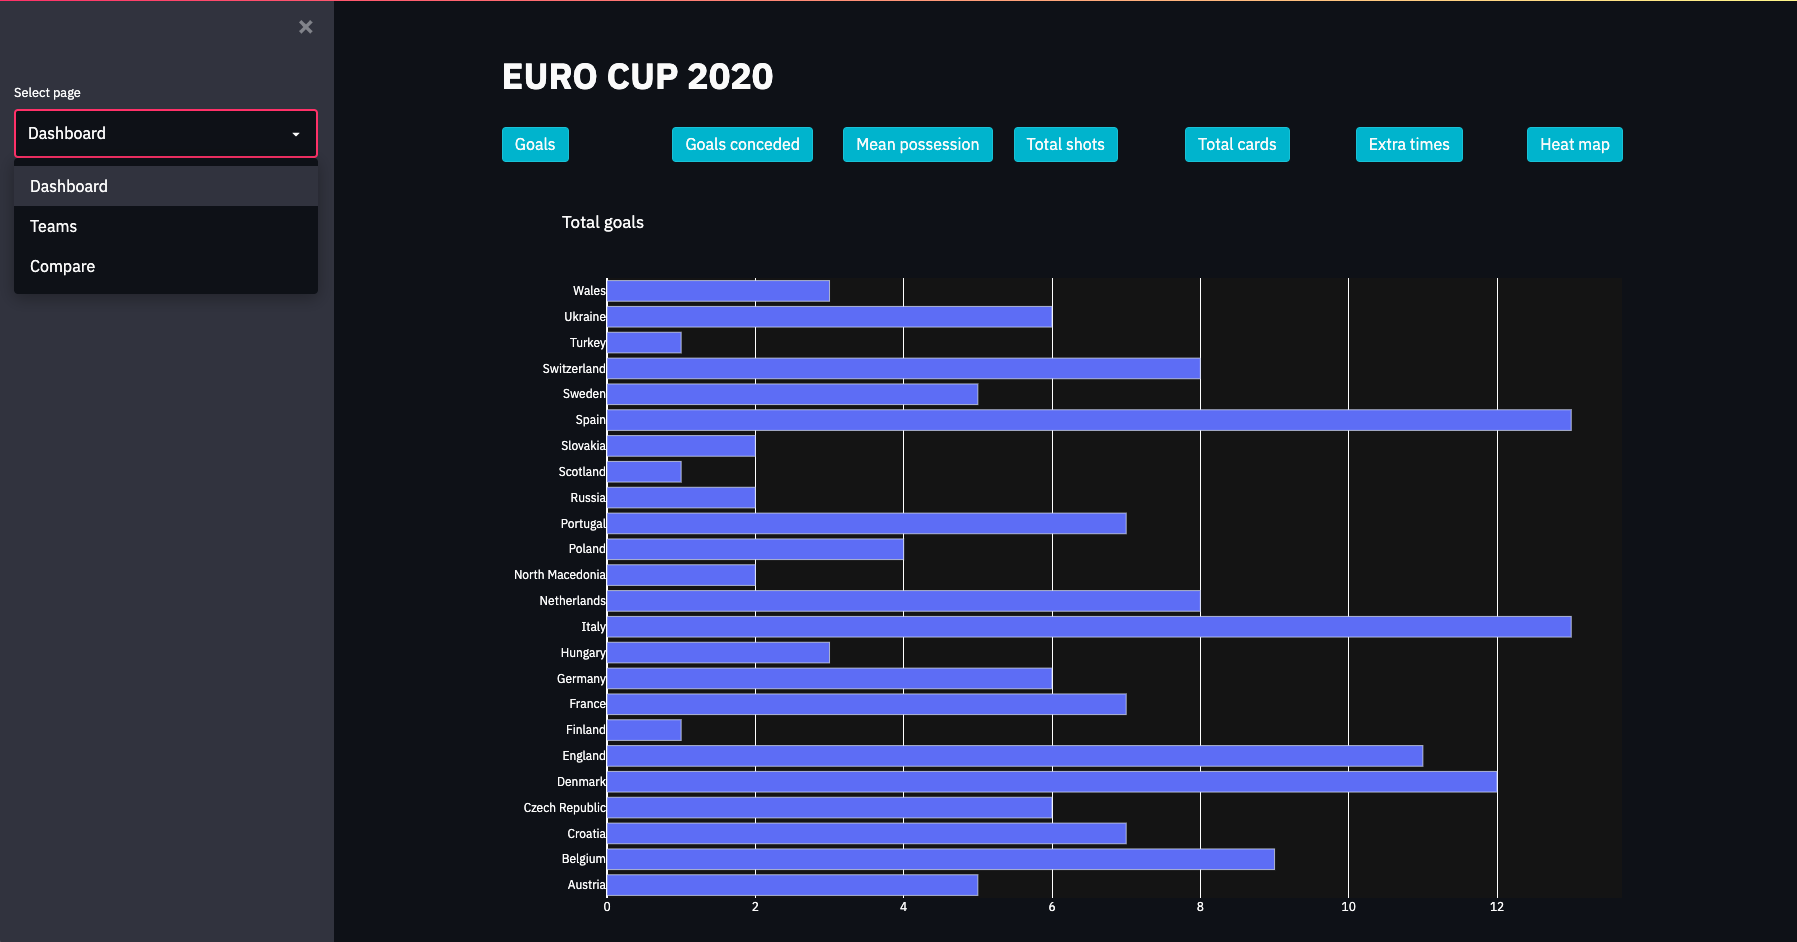 ×
Select page
Dashboard
Dashboard
Teams
Compare
EURO CUP 2020
Goals
Goals conceded
Mean possession
Total shots
Total cards
Extra times
Heat map
Total goals
Wales
Ukraine
Turkey
Switzerland
Sweden
Spain
Slovakia
Scotland
Russia
Portugal
Poland
North Macedonia
Netherlands
Italy
Hungary
Germany
France
Finland
England
Denmark
Czech Republic
Croatia
Belgium
Austria
0 2 4 6 8 10 12